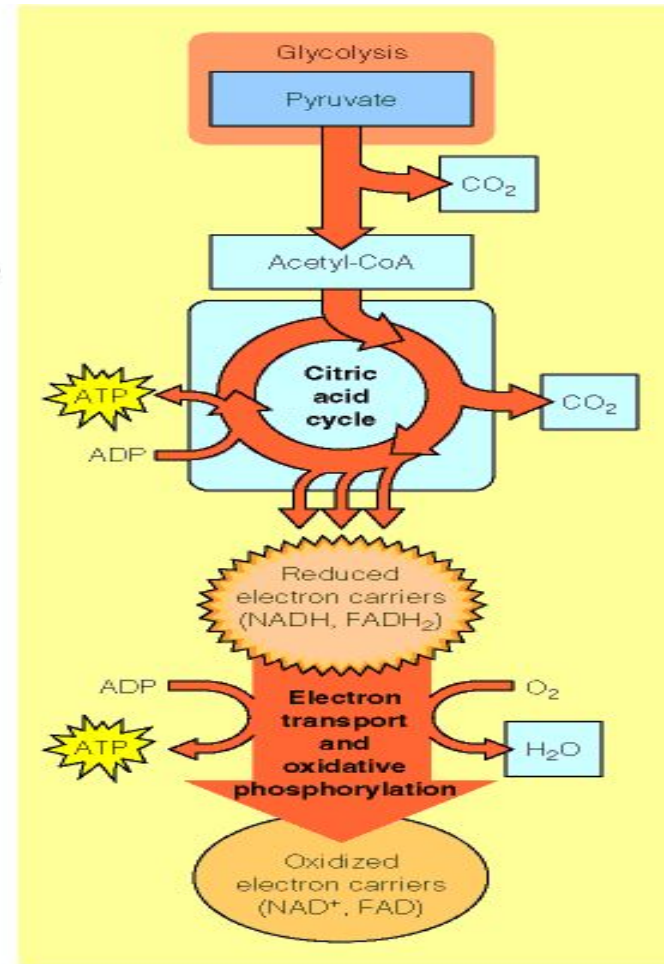 Glycolysis
Pyruvate
CO₂
Acetyl-CoA
Citric
acid
cycle
ATP
ADP
CO₂
Reduced
electron carriers
(NADH, FADH₂)
ADP
ATP
Electron
transport
and
oxidative
phosphorylation
O₂
H₂O
Oxidized
electron carriers
(NAD⁺, FAD)